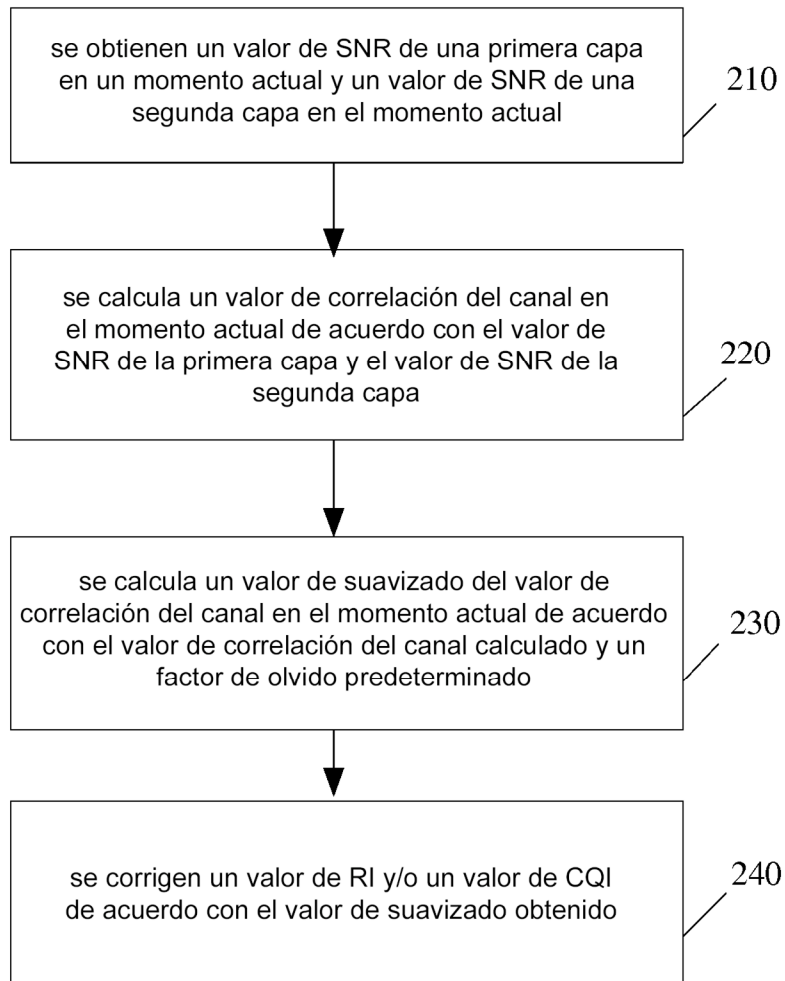 se obtienen un valor de SNR de una primera capa
en un momento actual y un valor de SNR de una
segunda capa en el momento actual
210
se calcula un valor de correlación del canal en
el momento actual de acuerdo con el valor de
SNR de la primera capa y el valor de SNR de la
segunda capa
220
se calcula un valor de suavizado del valor de
correlación del canal en el momento actual de acuerdo
con el valor de correlación del canal calculado y un
factor de olvido predeterminado
230
se corrigen un valor de RI y/o un valor de CQI
de acuerdo con el valor de suavizado obtenido
240